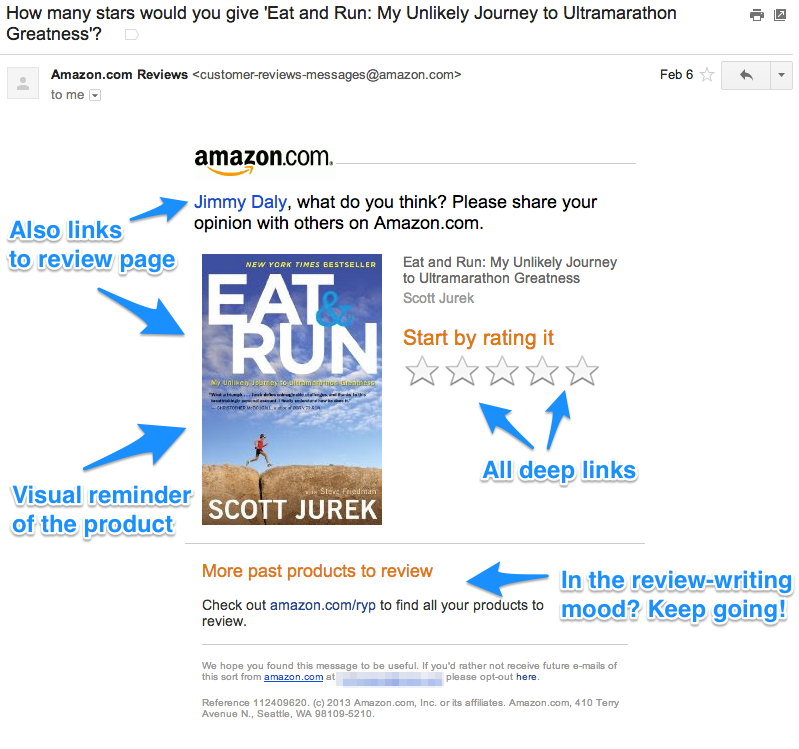 How many stars would you give 'Eat and Run: My Unlikely Journey to Ultramarathon
Greatness'?
Amazon.com Reviews <customer-reviews-messages@amazon.com>
Feb 6
to me
amazon.com.
Jimmy Daly, what do you think? Please share your
opinion with others on Amazon.com.
Also links
to review page
NEW YORK TIMES BESTSELLER
EAT &
RUN
My Unlikely Journey to Ultramarathon Greatness
with Steve Friedman
SCOTT JUREK
Eat and Run: My Unlikely Journey
to Ultramarathon Greatness
Scott Jurek
Start by rating it
All deep links
Visual reminder
of the product
More past products to review
In the review-writing
mood? Keep going!
Check out amazon.com/ryp to find all your products to
review.
We hope you found this message to be useful. If you'd rather not receive future e-mails of
this sort from amazon.com at please opt-out here.
Reference 112409620. (c) 2013 Amazon.com, Inc. or its affiliates. Amazon.com, 410 Terry
Avenue N., Seattle, WA 98109-5210.